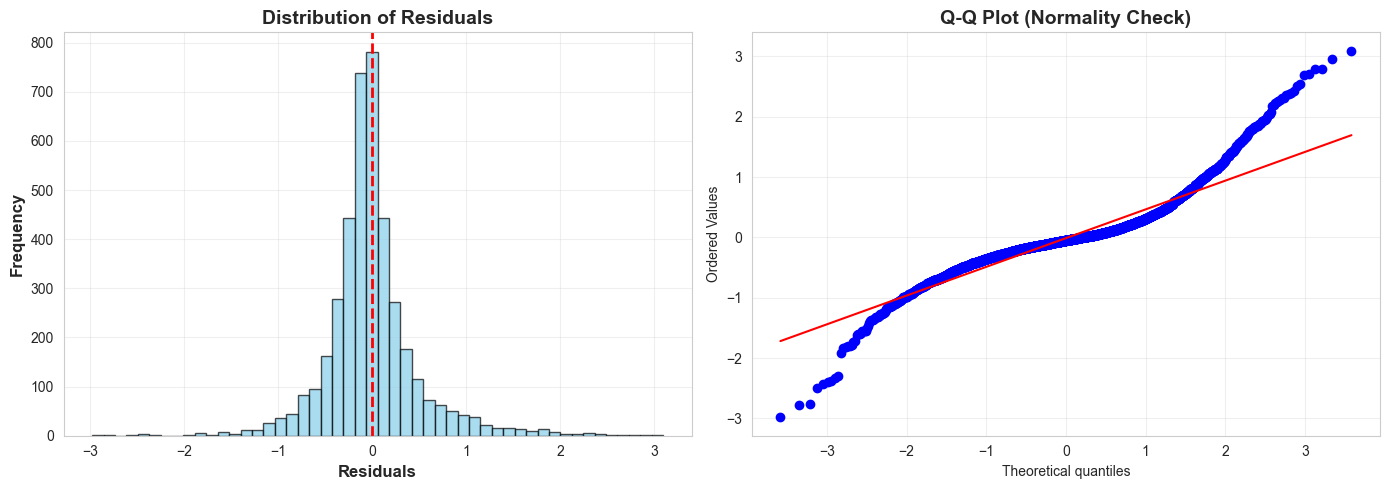 Distribution of Residuals
800
700
600
500
400
300
200
100
0
Frequency
−3 −2 −1 0 1 2 3
Residuals
Q-Q Plot (Normality Check)
3
2
1
0
−1
−2
−3
Ordered Values
−3 −2 −1 0 1 2 3
Theoretical quantiles